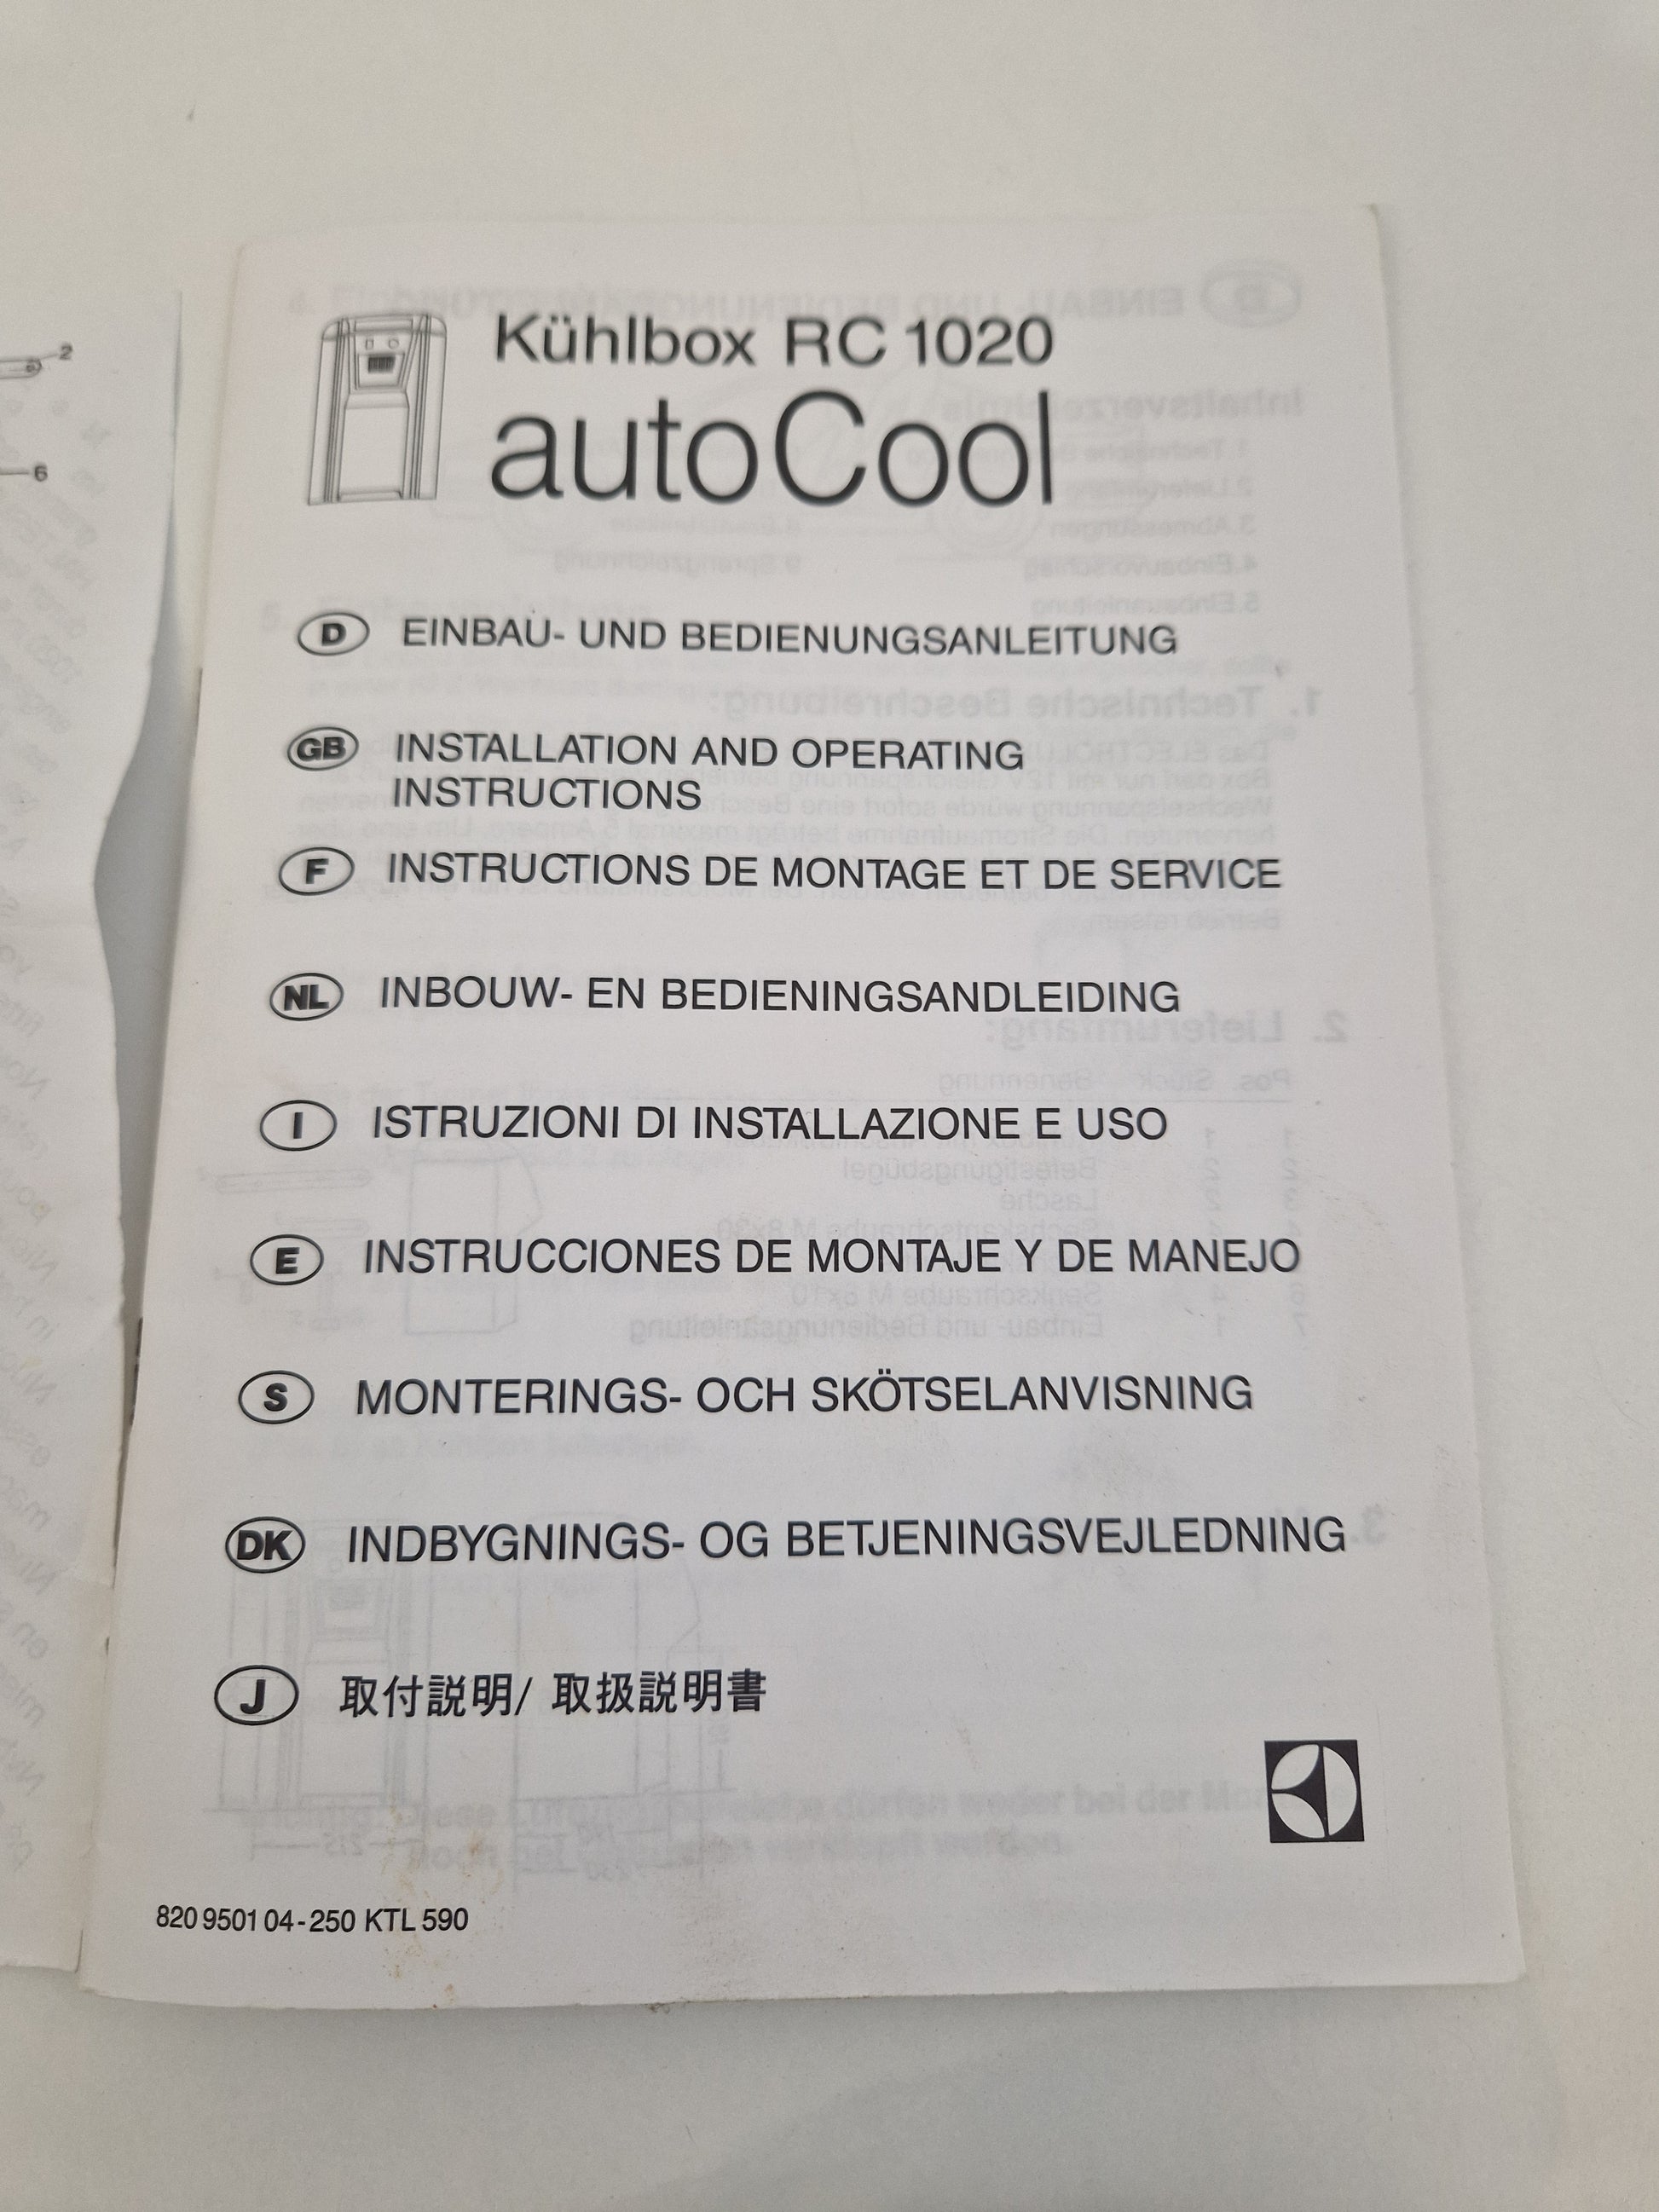 Kühlbox RC 1020
autoCool
D EINBAU- UND BEDIENUNGSANLEITUNG
GB INSTALLATION AND OPERATING
INSTRUCTIONS
F INSTRUCTIONS DE MONTAGE ET DE SERVICE
NL INBOUW- EN BEDIENINGSANDLEIDING
I ISTRUZIONI DI INSTALLAZIONE E USO
E INSTRUCCIONES DE MONTAJE Y DE MANEJO
S MONTERINGS- OCH SKÖTSELANVISNING
DK INDBYGNINGS- OG BETJENINGSVEJLEDNING
J 取付説明/ 取扱説明書
820 9501 04-250 KTL 590
2
6